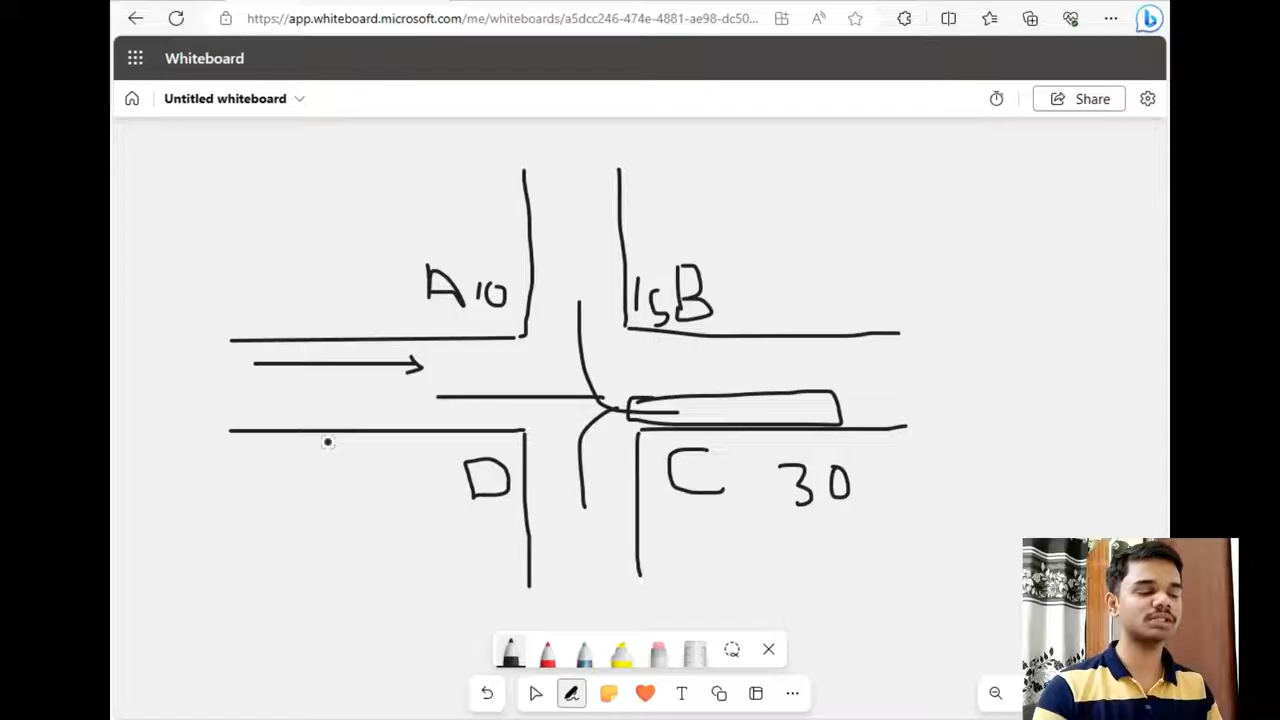 https://app.whiteboard.microsoft.com/me/whiteboards/a5dcc246-474e-4881-ae98-dc50...
Whiteboard
Untitled whiteboard
Share
A 10
15 B
D
C 30